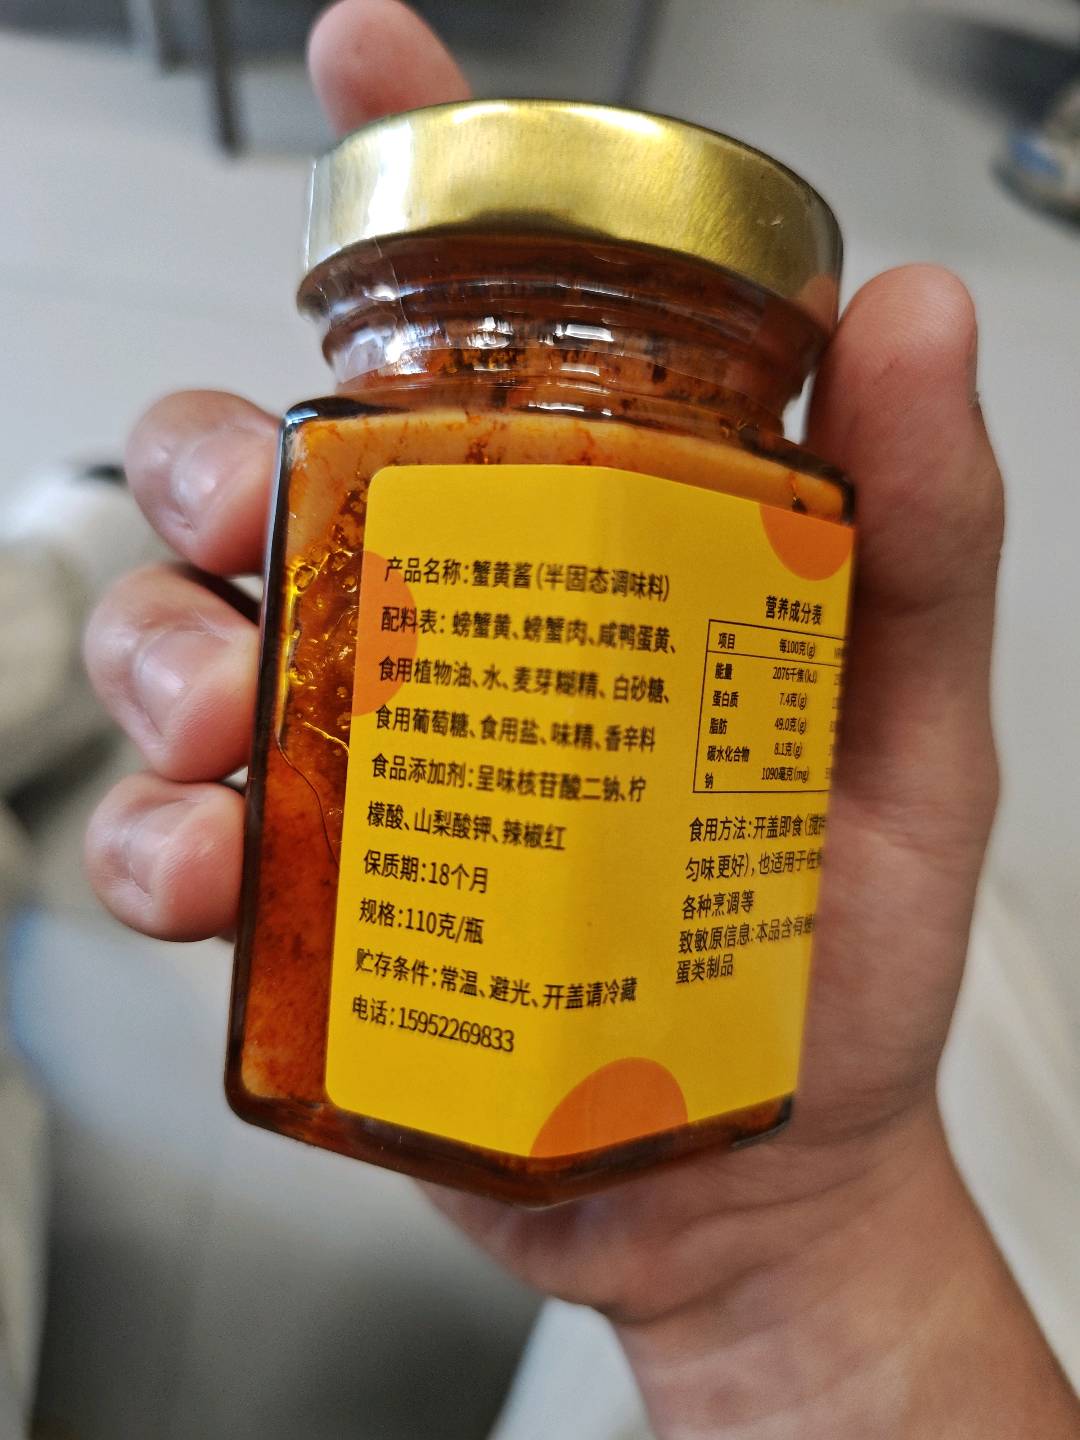 产品名称：蟹黄酱(半固态调味料)
配料表：螃蟹黄、螃蟹肉、咸鸭蛋黄、
食用植物油、水、麦芽糊精、白砂糖、
食用葡萄糖、食用盐、味精、香辛料
食品添加剂：呈味核苷酸二钠、柠
檬酸、山梨酸钾、辣椒红
保质期：18个月
规格：110克/瓶
贮存条件：常温、避光、开盖请冷藏
电话：15952269833
营养成分表
项目 每100克(g)
能量 2076千焦(kJ)
蛋白质 7.4克(g)
脂肪 49.0克(g)
碳水化合物 8.1克(g)
钠 1090毫克(mg)
食用方法：开盖即食(搅拌
匀味更好)，也适用于佐
各种烹调等
致敏原信息：本品含有
蛋类制品